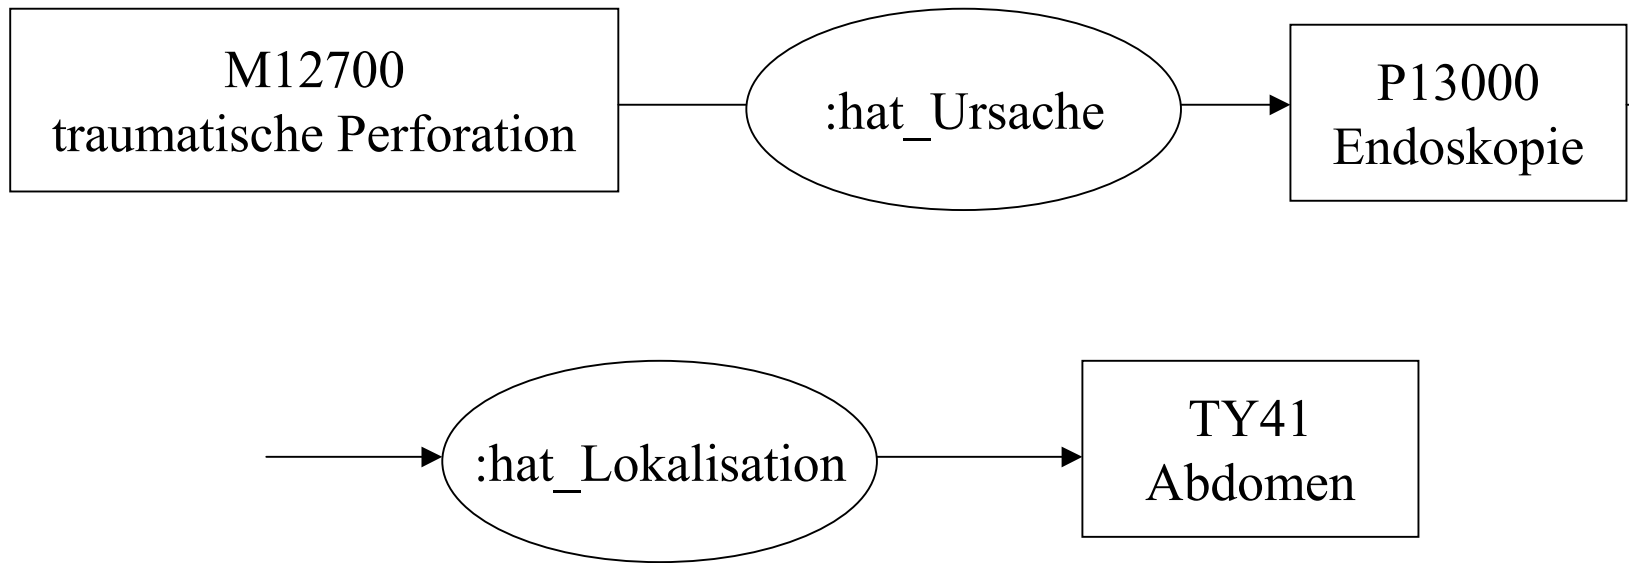 M12700
traumatische Perforation
:hat_Ursache
P13000
Endoskopie
:hat_Lokalisation
TY41
Abdomen